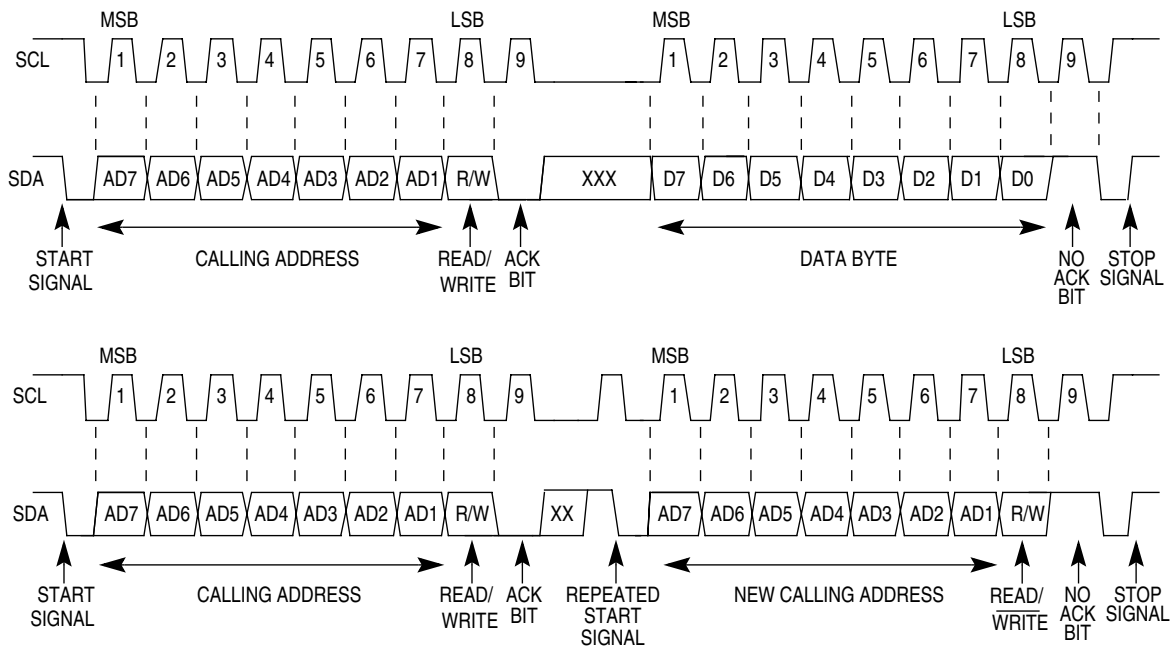 MSB LSB MSB LSB
SCL 1 2 3 4 5 6 7 8 9 1 2 3 4 5 6 7 8 9
SDA AD7 AD6 AD5 AD4 AD3 AD2 AD1 R/W XXX D7 D6 D5 D4 D3 D2 D1 D0
START
SIGNAL
CALLING ADDRESS
READ/
WRITE
ACK
BIT
DATA BYTE
NO
ACK
BIT
STOP
SIGNAL
MSB LSB MSB LSB
SCL 1 2 3 4 5 6 7 8 9 1 2 3 4 5 6 7 8 9
SDA AD7 AD6 AD5 AD4 AD3 AD2 AD1 R/W XX AD7 AD6 AD5 AD4 AD3 AD2 AD1 R/W
START
SIGNAL
CALLING ADDRESS
READ/
WRITE
ACK
BIT
REPEATED
START
SIGNAL
NEW CALLING ADDRESS
READ/
WRITE
NO
ACK
BIT
STOP
SIGNAL